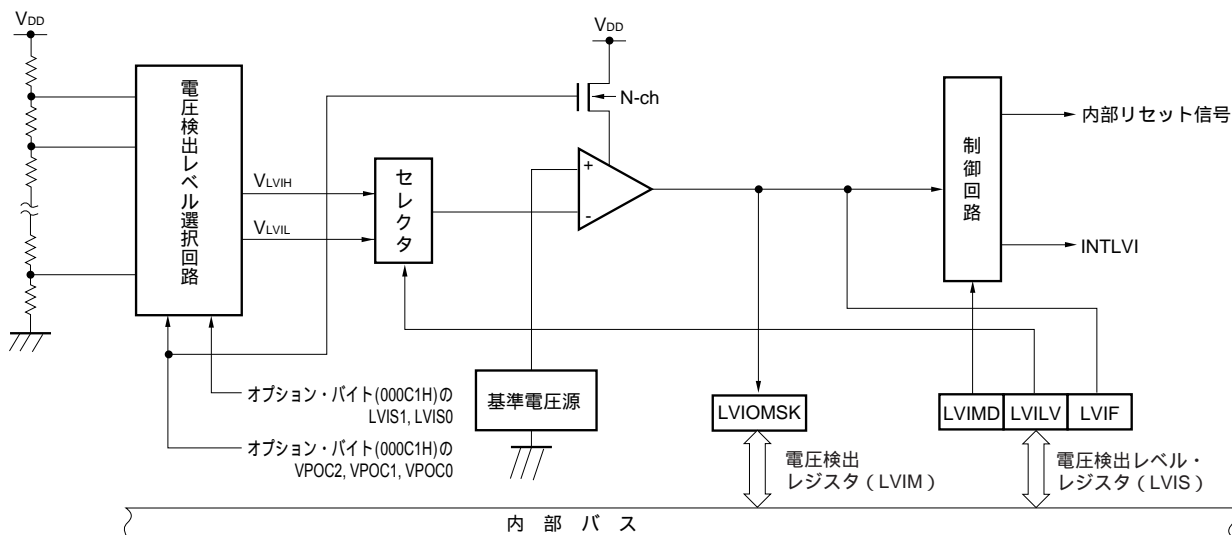 VDD
電圧検出レベル選択回路
VLVIH
VLVIL
セレクタ
VDD
N-ch
+
-
制御回路
内部リセット信号
INTLVI
オプション・バイト(000C1H)の
LVIS1, LVIS0
オプション・バイト(000C1H)の
VPOC2, VPOC1, VPOC0
基準電圧源
LVIOMSK
LVIMD
LVILV
LVIF
電圧検出
レジスタ（LVIM）
電圧検出レベル・
レジスタ（LVIS）
内部バス